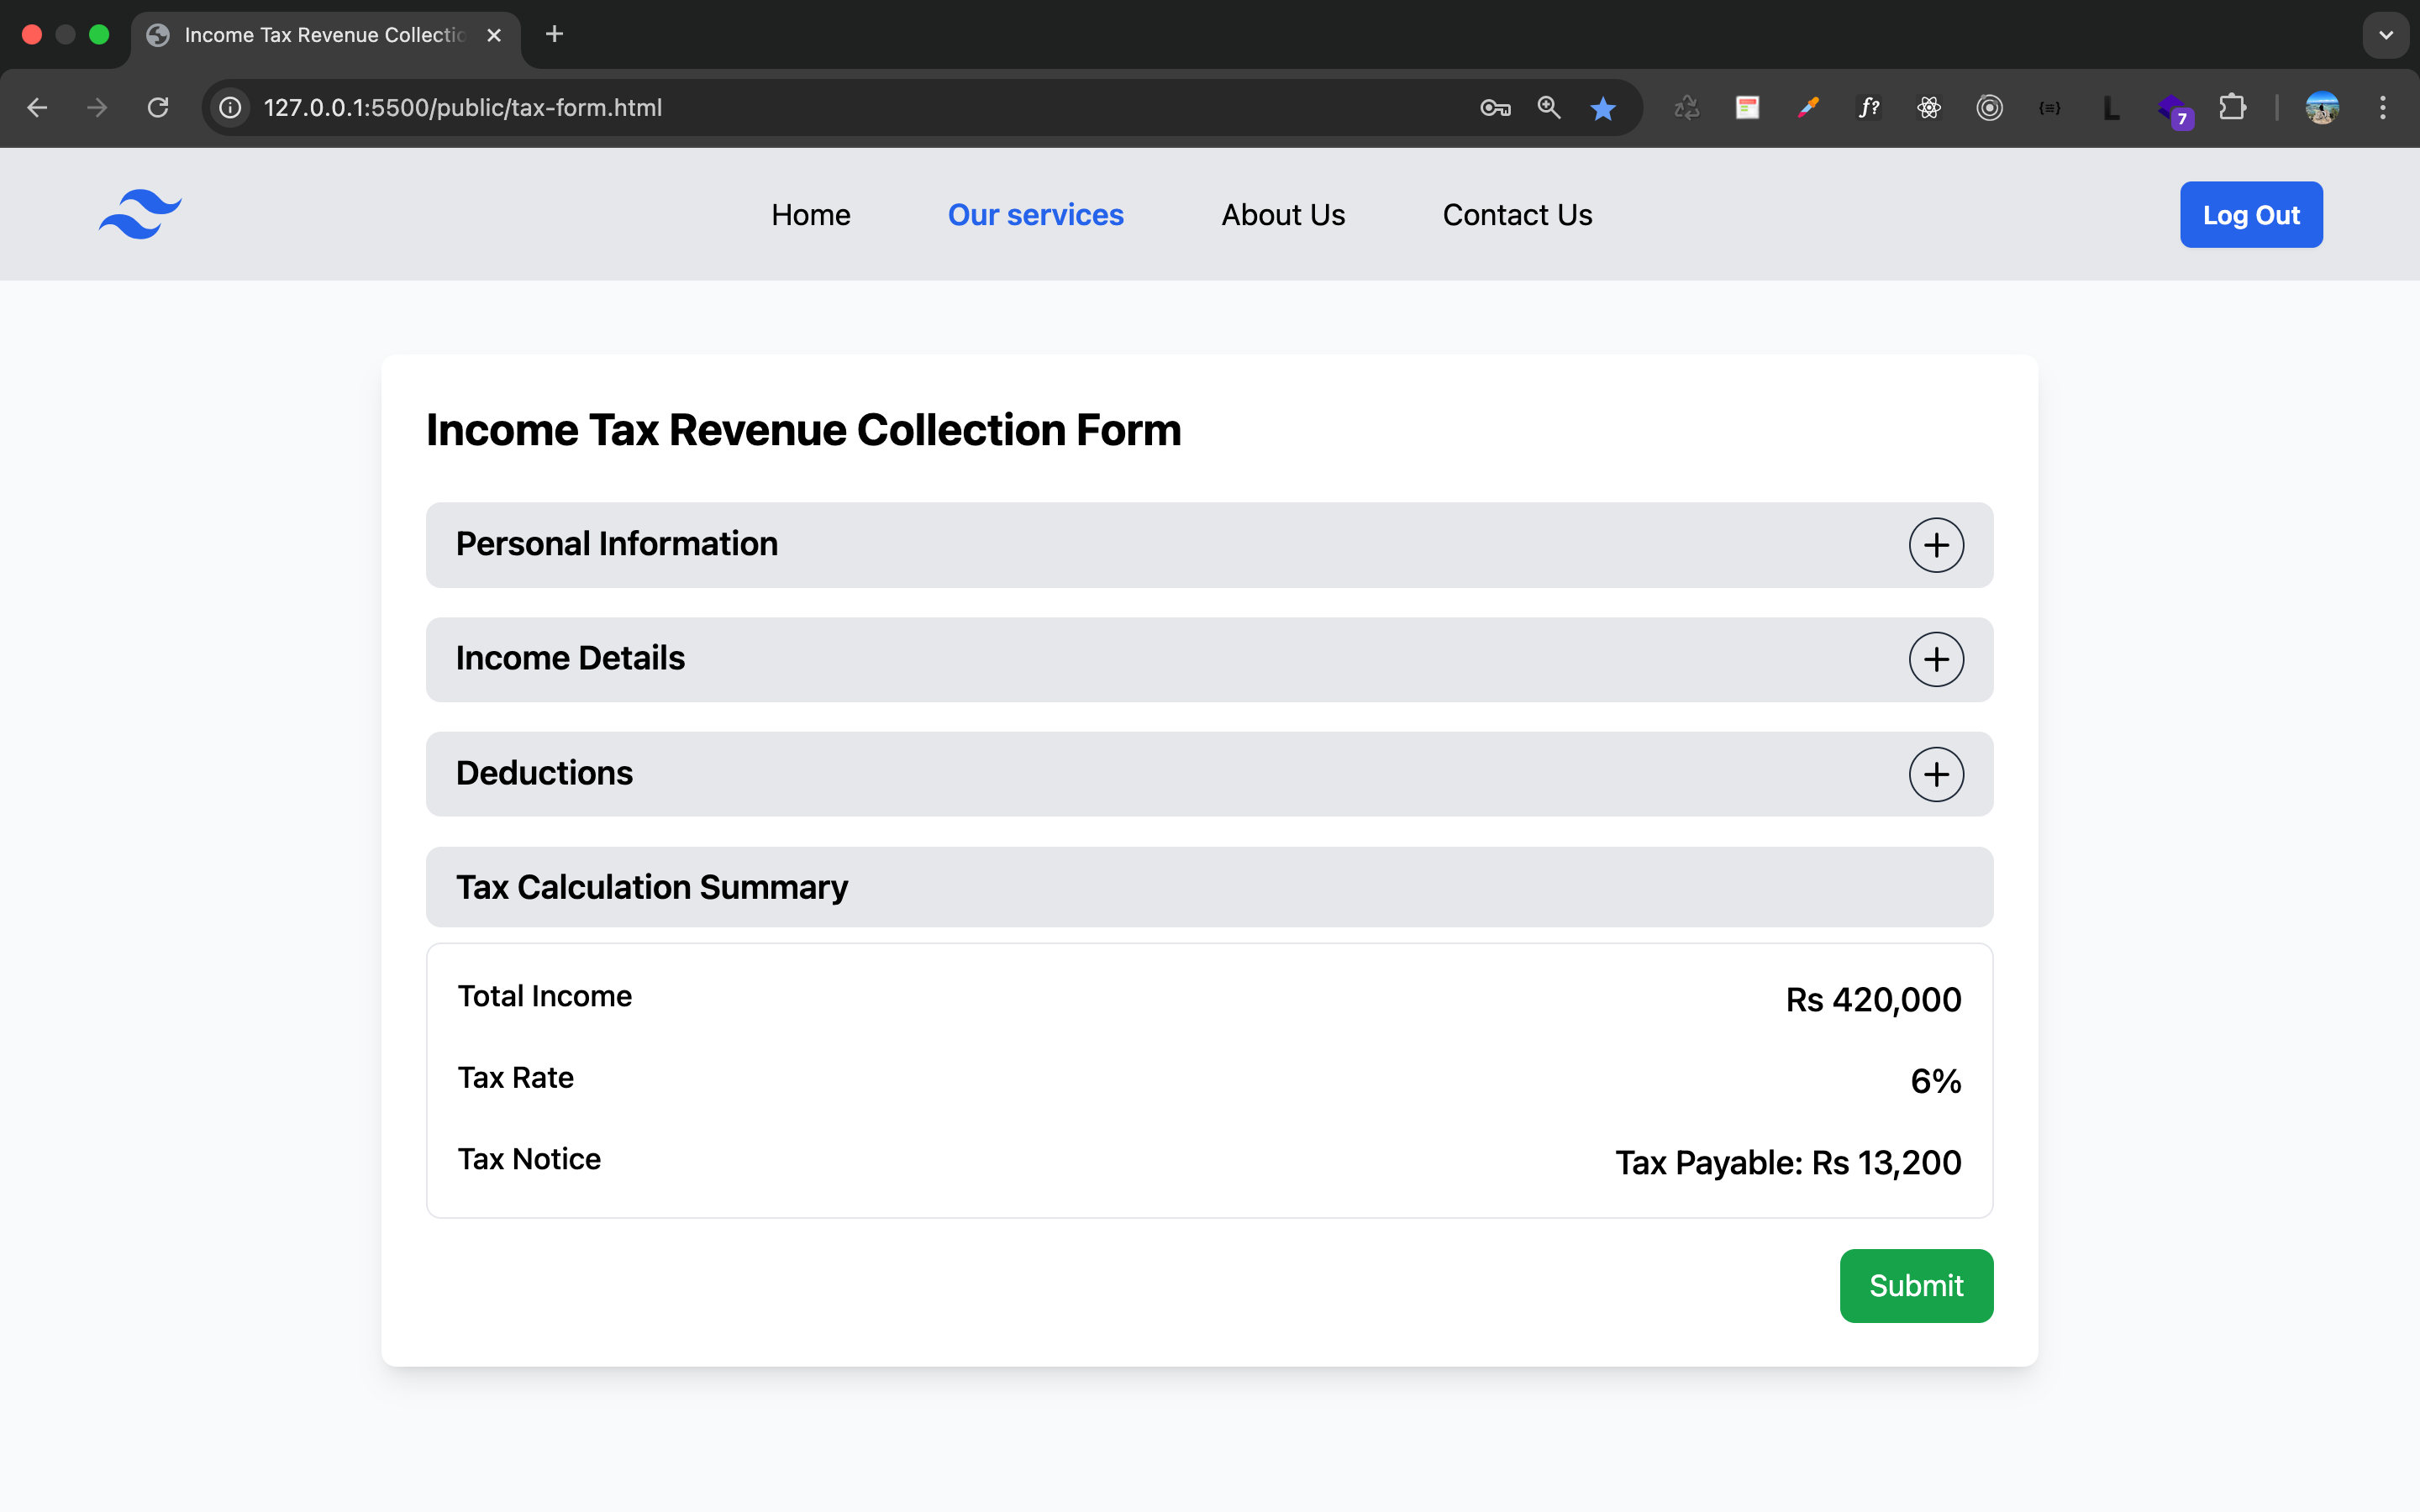 Income Tax Revenue Collectio
127.0.0.1:5500/public/tax-form.html
f?
{≡}
L
7
Home
Our services
About Us
Contact Us
Log Out
Income Tax Revenue Collection Form
Personal Information
Income Details
Deductions
Tax Calculation Summary
Total Income
Rs 420,000
Tax Rate
6%
Tax Notice
Tax Payable: Rs 13,200
Submit